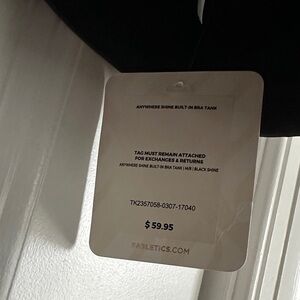 ANYWHERE SHINE BUILT-IN BRA TANK
TAG MUST REMAIN ATTACHED
FOR EXCHANGES & RETURNS
ANYWHERE SHINE BUILT-IN BRA TANK | M/8 | BLACK SHINE
TK2357058-0307-17040
$59.95
FABLETICS.COM